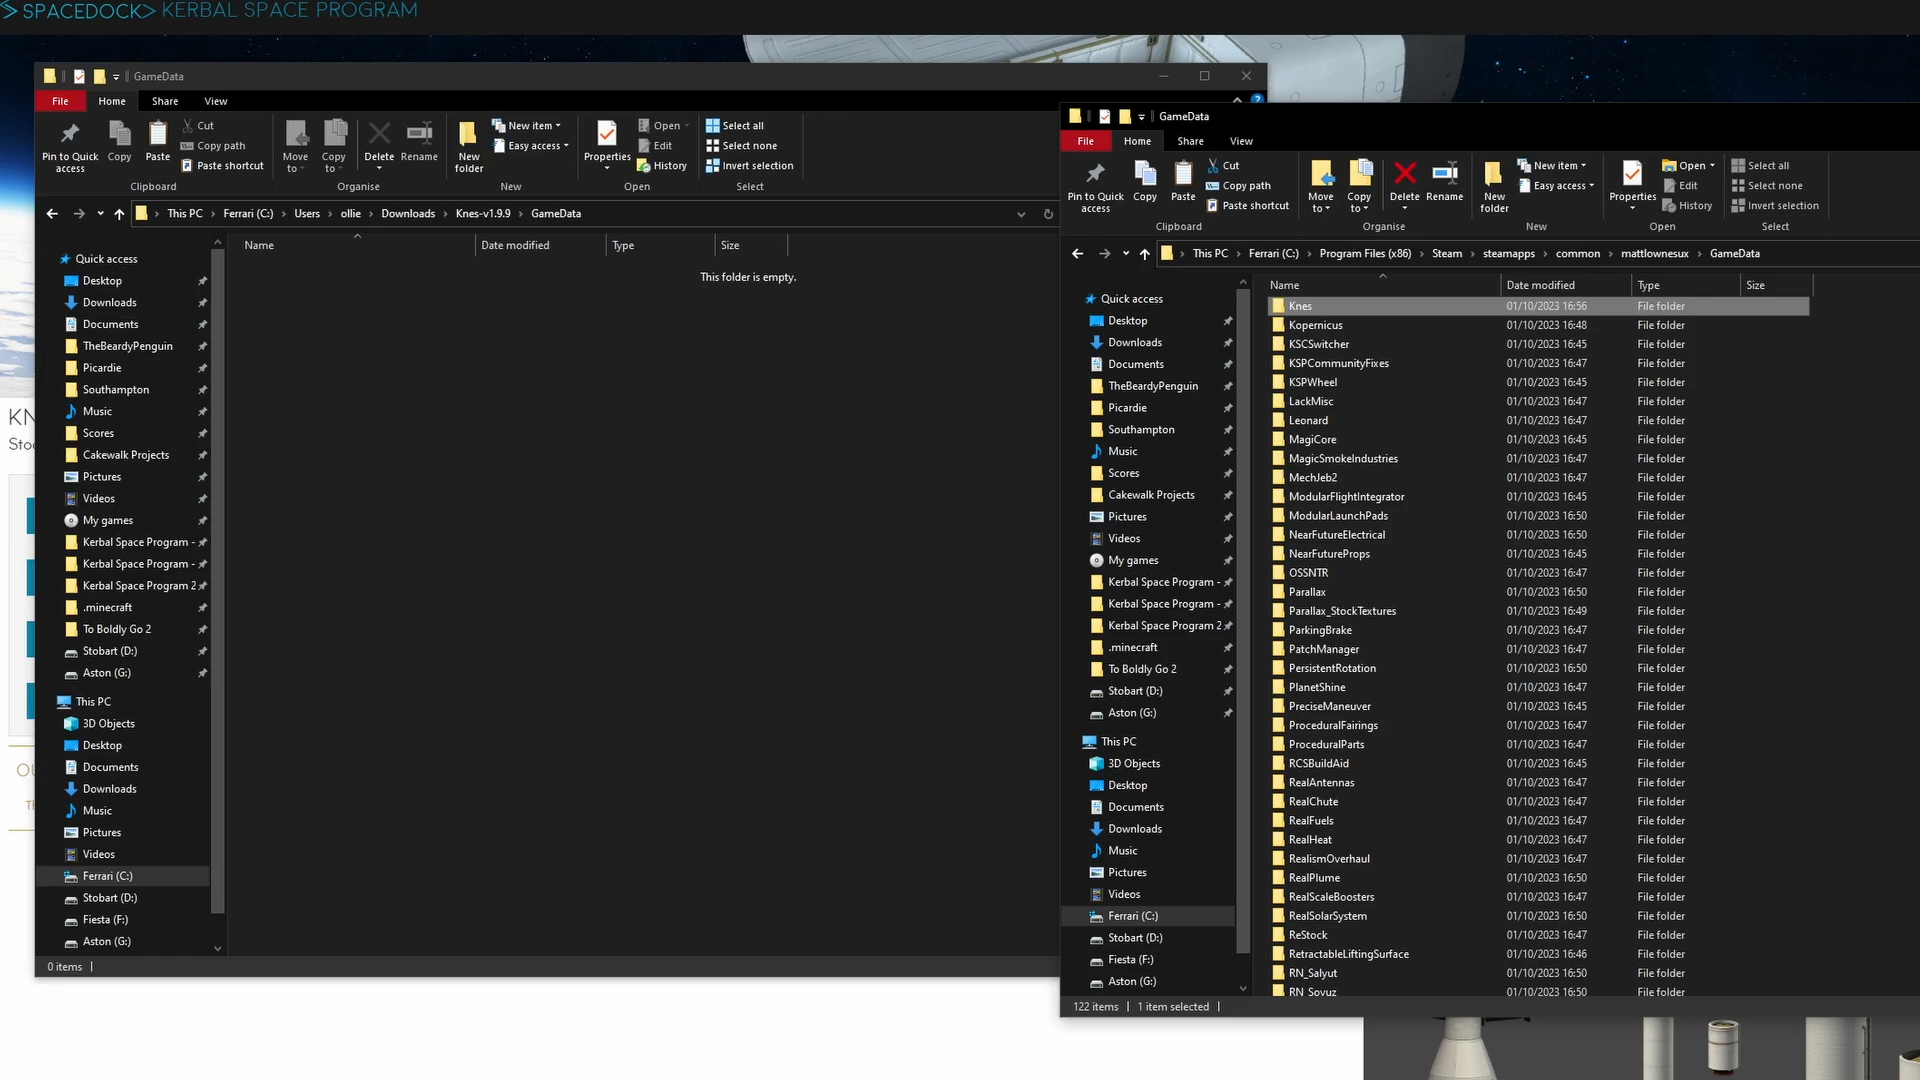 SPACEDOCK> KERBAL SPACE PROGRAM
GameData
File Home Share View
Pin to Quick access
Copy
Paste
Cut
Copy path
Paste shortcut
Clipboard
Move to
Copy to
Delete
Rename
Organise
New folder
New item
Easy access
New
Properties
Open
Edit
History
Open
Select all
Select none
Invert selection
Select
This PC > Ferrari (C:) > Users > ollie > Downloads > Knes-v1.9.9 > GameData
Name Date modified Type Size
This folder is empty.
Quick access
Desktop
Downloads
Documents
TheBeardyPenguin
Picardie
Southampton
Music
Scores
Cakewalk Projects
Pictures
Videos
My games
Kerbal Space Program -
Kerbal Space Program -
Kerbal Space Program 2
.minecraft
To Boldly Go 2
Stobart (D:)
Aston (G:)
This PC
3D Objects
Desktop
Documents
Downloads
Music
Pictures
Videos
Ferrari (C:)
Stobart (D:)
Fiesta (F:)
Aston (G:)
0 items
GameData
File Home Share View
Pin to Quick access
Copy
Paste
Cut
Copy path
Paste shortcut
Clipboard
Move to
Copy to
Delete
Rename
Organise
New folder
New item
Easy access
New
Properties
Open
Edit
History
Open
Select all
Select none
Invert selection
Select
This PC > Ferrari (C:) > Program Files (x86) > Steam > steamapps > common > mattlownesux > GameData
Name Date modified Type Size
Quick access
Desktop
Downloads
Documents
TheBeardyPenguin
Picardie
Southampton
Music
Scores
Cakewalk Projects
Pictures
Videos
My games
Kerbal Space Program -
Kerbal Space Program -
Kerbal Space Program 2
.minecraft
To Boldly Go 2
Stobart (D:)
Aston (G:)
This PC
3D Objects
Desktop
Documents
Downloads
Music
Pictures
Videos
Ferrari (C:)
Stobart (D:)
Fiesta (F:)
Aston (G:)
Knes 01/10/2023 16:56 File folder
Kopernicus 01/10/2023 16:48 File folder
KSCSwitcher 01/10/2023 16:45 File folder
KSPCommunityFixes 01/10/2023 16:47 File folder
KSPWheel 01/10/2023 16:45 File folder
LackMisc 01/10/2023 16:47 File folder
Leonard 01/10/2023 16:47 File folder
MagiCore 01/10/2023 16:45 File folder
MagicSmokeIndustries 01/10/2023 16:47 File folder
MechJeb2 01/10/2023 16:47 File folder
ModularFlightIntegrator 01/10/2023 16:45 File folder
ModularLaunchPads 01/10/2023 16:50 File folder
NearFutureElectrical 01/10/2023 16:50 File folder
NearFutureProps 01/10/2023 16:45 File folder
OSSNTR 01/10/2023 16:47 File folder
Parallax 01/10/2023 16:50 File folder
Parallax_StockTextures 01/10/2023 16:49 File folder
ParkingBrake 01/10/2023 16:47 File folder
PatchManager 01/10/2023 16:47 File folder
PersistentRotation 01/10/2023 16:50 File folder
PlanetShine 01/10/2023 16:47 File folder
PreciseManeuver 01/10/2023 16:45 File folder
ProceduralFairings 01/10/2023 16:47 File folder
ProceduralParts 01/10/2023 16:47 File folder
RCSBuildAid 01/10/2023 16:45 File folder
RealAntennas 01/10/2023 16:47 File folder
RealChute 01/10/2023 16:47 File folder
RealFuels 01/10/2023 16:47 File folder
RealHeat 01/10/2023 16:47 File folder
RealismOverhaul 01/10/2023 16:47 File folder
RealPlume 01/10/2023 16:50 File folder
RealScaleBoosters 01/10/2023 16:47 File folder
RealSolarSystem 01/10/2023 16:50 File folder
ReStock 01/10/2023 16:47 File folder
RetractableLiftingSurface 01/10/2023 16:46 File folder
RN_Salyut 01/10/2023 16:50 File folder
RN_Soyuz 01/10/2023 16:50 File folder
122 items 1 item selected